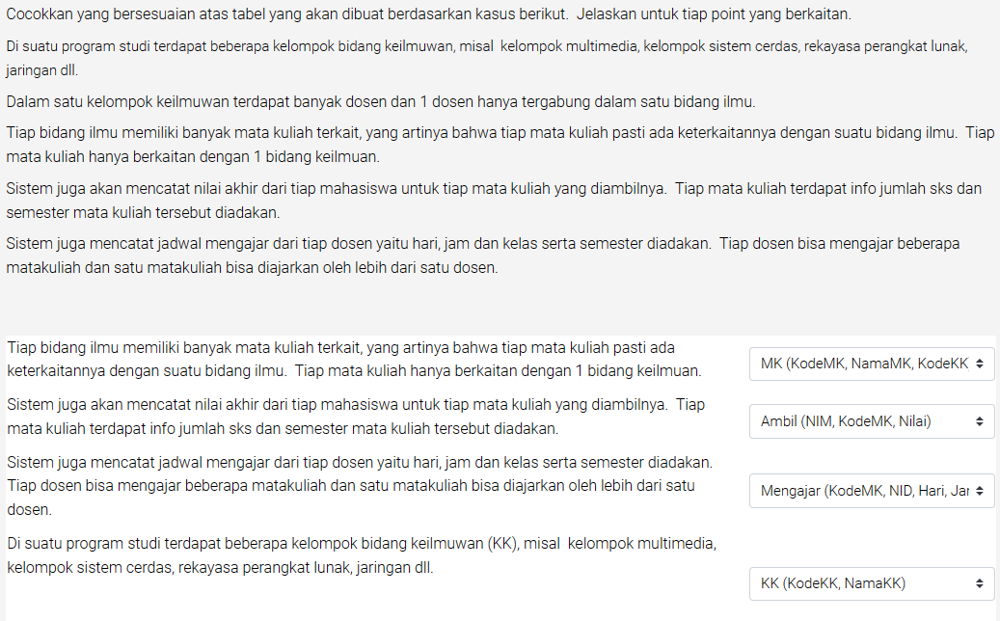 Cocokkan yang bersesuaian atas tabel yang akan dibuat berdasarkan kasus berikut.  Jelaskan untuk tiap point yang berkaitan.
Di suatu program studi terdapat beberapa kelompok bidang keilmuwan, misal  kelompok multimedia, kelompok sistem cerdas, rekayasa perangkat lunak,
jaringan dll.
Dalam satu kelompok keilmuwan terdapat banyak dosen dan 1 dosen hanya tergabung dalam satu bidang ilmu.
Tiap bidang ilmu memiliki banyak mata kuliah terkait, yang artinya bahwa tiap mata kuliah pasti ada keterkaitannya dengan suatu bidang ilmu.  Tiap
mata kuliah hanya berkaitan dengan 1 bidang keilmuan.
Sistem juga akan mencatat nilai akhir dari tiap mahasiswa untuk tiap mata kuliah yang diambilnya.  Tiap mata kuliah terdapat info jumlah sks dan
semester mata kuliah tersebut diadakan.
Sistem juga mencatat jadwal mengajar dari tiap dosen yaitu hari, jam dan kelas serta semester diadakan.  Tiap dosen bisa mengajar beberapa
matakuliah dan satu matakuliah bisa diajarkan oleh lebih dari satu dosen.
Tiap bidang ilmu memiliki banyak mata kuliah terkait, yang artinya bahwa tiap mata kuliah pasti ada
keterkaitannya dengan suatu bidang ilmu.  Tiap mata kuliah hanya berkaitan dengan 1 bidang keilmuan.
MK (KodeMK, NamaMK, KodeKK
Sistem juga akan mencatat nilai akhir dari tiap mahasiswa untuk tiap mata kuliah yang diambilnya.  Tiap
mata kuliah terdapat info jumlah sks dan semester mata kuliah tersebut diadakan.
Ambil (NIM, KodeMK, Nilai)
Sistem juga mencatat jadwal mengajar dari tiap dosen yaitu hari, jam dan kelas serta semester diadakan.
Tiap dosen bisa mengajar beberapa matakuliah dan satu matakuliah bisa diajarkan oleh lebih dari satu
dosen.
Mengajar (KodeMK, NID, Hari, Jar
Di suatu program studi terdapat beberapa kelompok bidang keilmuwan (KK), misal  kelompok multimedia,
kelompok sistem cerdas, rekayasa perangkat lunak, jaringan dll.
KK (KodeKK, NamaKK)